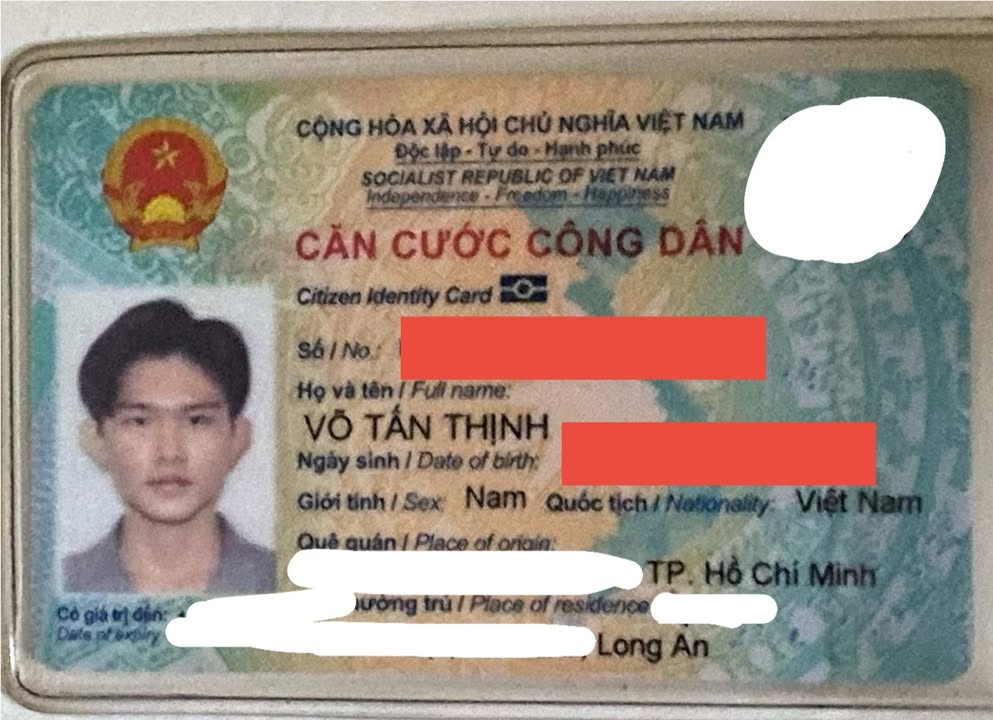 CỘNG HÒA XÃ HỘI CHỦ NGHĨA VIỆT NAM
Độc lập - Tự do - Hạnh phúc
SOCIALIST REPUBLIC OF VIET NAM
Independence - Freedom - Happiness
CĂN CƯỚC CÔNG DÂN
Citizen Identity Card
Số / No.:
Họ và tên / Full name:
VÕ TẤN THỊNH
Ngày sinh / Date of birth:
Giới tính / Sex: Nam Quốc tịch / Nationality: Việt Nam
Quê quán / Place of origin:
TP. Hồ Chí Minh
Có giá trị đến:
Date of expiry
thường trú / Place of residence
, Long An